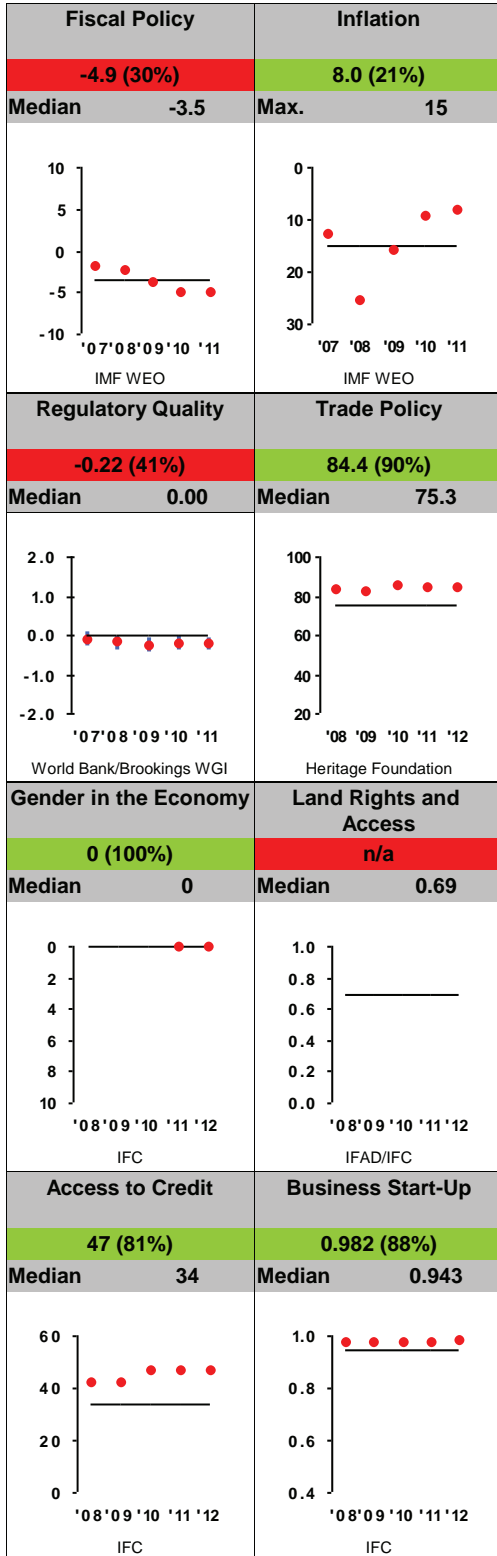 Fiscal Policy
-4.9 (30%)
Median -3.5
10
5
0
-5
-10
'07 '08 '09 '10 '11
IMF WEO
Inflation
8.0 (21%)
Max. 15
0
10
20
30
'07 '08 '09 '10 '11
IMF WEO
Regulatory Quality
-0.22 (41%)
Median 0.00
2.0
1.0
0.0
-1.0
-2.0
'07 '08 '09 '10 '11
World Bank/Brookings WGI
Trade Policy
84.4 (90%)
Median 75.3
100
80
60
40
20
'08 '09 '10 '11 '12
Heritage Foundation
Gender in the Economy
0 (100%)
Median 0
0
2
4
6
8
10
'08 '09 '10 '11 '12
IFC
Land Rights and
Access
n/a
Median 0.69
1.0
0.8
0.6
0.4
0.2
0.0
'08 '09 '10 '11 '12
IFAD/IFC
Access to Credit
47 (81%)
Median 34
60
40
20
0
'08 '09 '10 '11 '12
IFC
Business Start-Up
0.982 (88%)
Median 0.943
1.0
0.8
0.6
0.4
'08 '09 '10 '11 '12
IFC